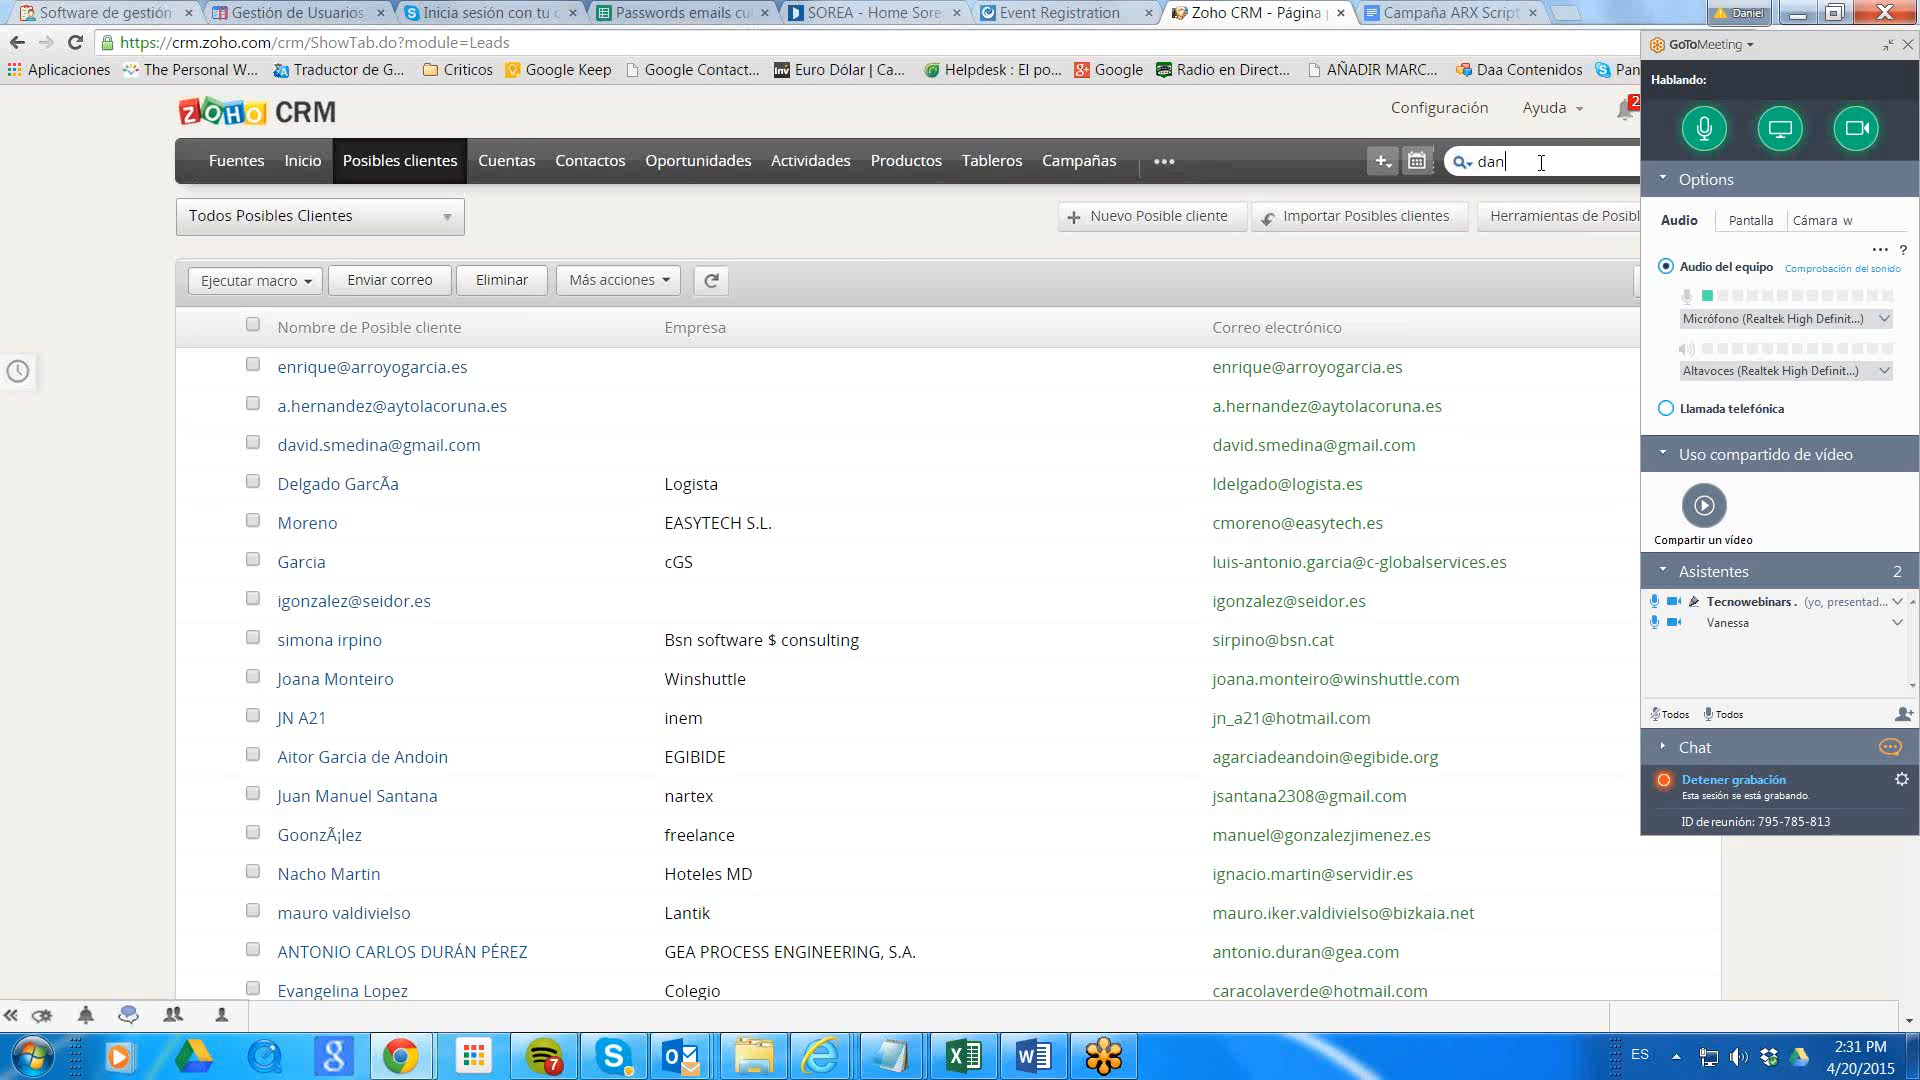 Software de gestión
Gestión de Usuarios
Inicia sesión con tu c
Passwords emails cu
SOREA - Home Sore
Event Registration
Zoho CRM - Página
Campaña ARX Script
Daniel
https://crm.zoho.com/crm/ShowTab.do?module=Leads
Aplicaciones
The Personal W...
Traductor de G...
Criticos
Google Keep
Google Contact...
Euro Dólar | Ca...
Helpdesk : El po...
Google
Radio en Direct...
AÑADIR MARC...
Daa Contenidos
Pan
ZOHO CRM
Configuración
Ayuda
2
Fuentes
Inicio
Posibles clientes
Cuentas
Contactos
Oportunidades
Actividades
Productos
Tableros
Campañas
dan
Todos Posibles Clientes
Nuevo Posible cliente
Importar Posibles clientes
Herramientas de Posibl
Ejecutar macro
Enviar correo
Eliminar
Más acciones
Nombre de Posible cliente Empresa Correo electrónico
enrique@arroyogarcia.es enrique@arroyogarcia.es
a.hernandez@aytolacoruna.es a.hernandez@aytolacoruna.es
david.smedina@gmail.com david.smedina@gmail.com
Delgado GarcÃa Logista ldelgado@logista.es
Moreno EASYTECH S.L. cmoreno@easytech.es
Garcia cGS luis-antonio.garcia@c-globalservices.es
igonzalez@seidor.es igonzalez@seidor.es
simona irpino Bsn software $ consulting sirpino@bsn.cat
Joana Monteiro Winshuttle joana.monteiro@winshuttle.com
JN A21 inem jn_a21@hotmail.com
Aitor Garcia de Andoin EGIBIDE agarciadeandoin@egibide.org
Juan Manuel Santana nartex jsantana2308@gmail.com
GoonzÃ¡lez freelance manuel@gonzalezjimenez.es
Nacho Martin Hoteles MD ignacio.martin@servidir.es
mauro valdivielso Lantik mauro.iker.valdivielso@bizkaia.net
ANTONIO CARLOS DURÁN PÉREZ GEA PROCESS ENGINEERING, S.A. antonio.duran@gea.com
Evangelina Lopez Colegio caracolaverde@hotmail.com
GoToMeeting
Hablando:
Options
Audio
Pantalla
Cámara w
?
Audio del equipo
Comprobación del sonido
Micrófono (Realtek High Definit...)
Altavoces (Realtek High Definit...)
Llamada telefónica
Uso compartido de vídeo
Compartir un vídeo
Asistentes 2
Tecnowebinars . (yo, presentad...
Vanessa
Todos
Todos
Chat
Detener grabación
Esta sesión se está grabando.
ID de reunión: 795-785-813
7
ES
2:31 PM
4/20/2015